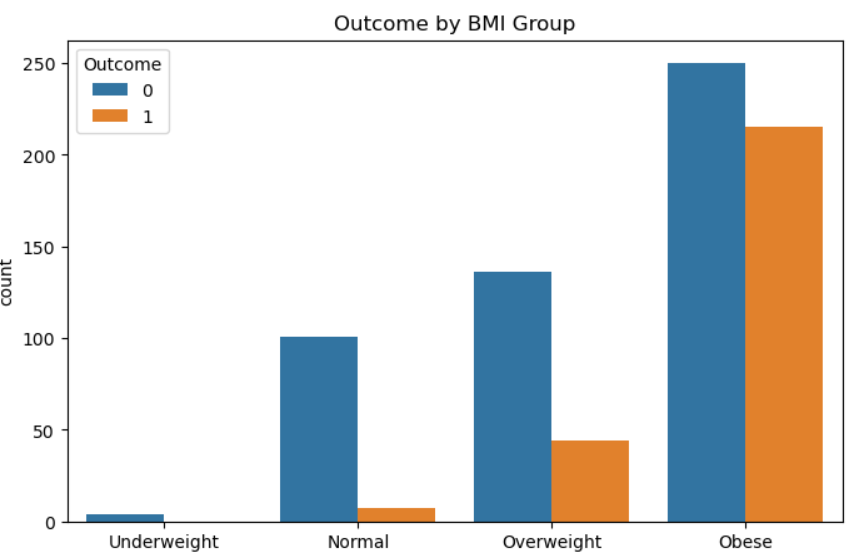 Outcome by BMI Group
Outcome
0
1
250
200
150
100
50
0
count
Underweight Normal Overweight Obese